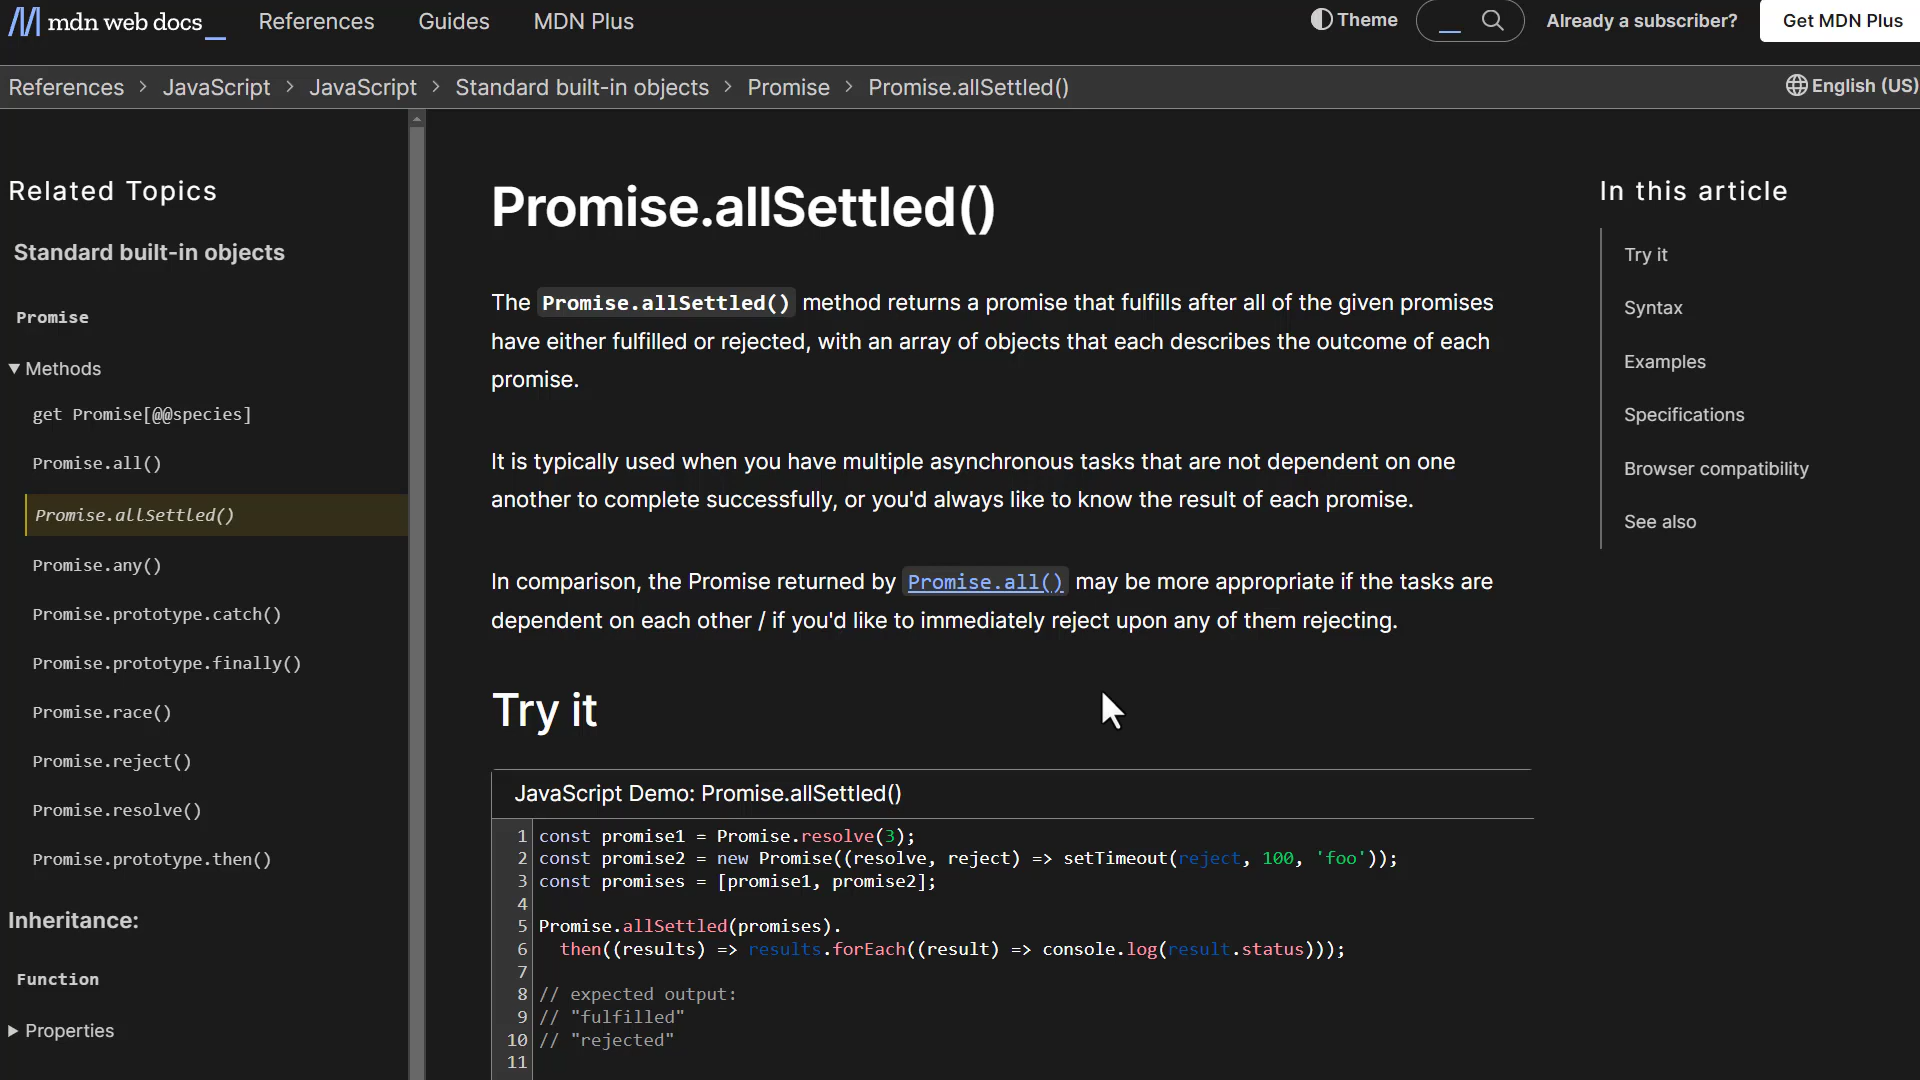 mdn web docs_
References
Guides
MDN Plus
Theme
Already a subscriber?
Get MDN Plus
References > JavaScript > JavaScript > Standard built-in objects > Promise > Promise.allSettled()
English (US)
Related Topics
Standard built-in objects
Promise
Methods
get Promise[@@species]
Promise.all()
Promise.allSettled()
Promise.any()
Promise.prototype.catch()
Promise.prototype.finally()
Promise.race()
Promise.reject()
Promise.resolve()
Promise.prototype.then()
Inheritance:
Function
Properties
Promise.allSettled()
The Promise.allSettled() method returns a promise that fulfills after all of the given promises
have either fulfilled or rejected, with an array of objects that each describes the outcome of each
promise.
It is typically used when you have multiple asynchronous tasks that are not dependent on one
another to complete successfully, or you'd always like to know the result of each promise.
In comparison, the Promise returned by Promise.all() may be more appropriate if the tasks are
dependent on each other / if you'd like to immediately reject upon any of them rejecting.
Try it
JavaScript Demo: Promise.allSettled()
1 const promise1 = Promise.resolve(3);
2 const promise2 = new Promise((resolve, reject) => setTimeout(reject, 100, 'foo'));
3 const promises = [promise1, promise2];
4
5 Promise.allSettled(promises).
6   then((results) => results.forEach((result) => console.log(result.status)));
7
8 // expected output:
9 // "fulfilled"
10 // "rejected"
11
In this article
Try it
Syntax
Examples
Specifications
Browser compatibility
See also